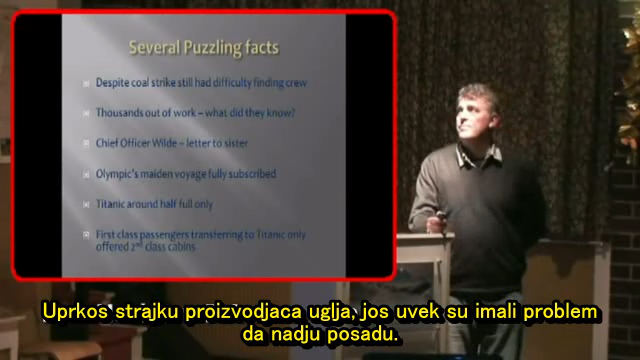 Several Puzzling facts
Despite coal strike still had difficulty finding crew
Thousands out of work – what did they know?
Chief Officer Wilde – letter to sister
Olympic's maiden voyage fully subscribed
Titanic around half full only
First class passengers transferring to Titanic only
offered 2nd class cabins
Uprkos strajku proizvodjaca uglja, jos uvek su imali problem
da nadju posadu.